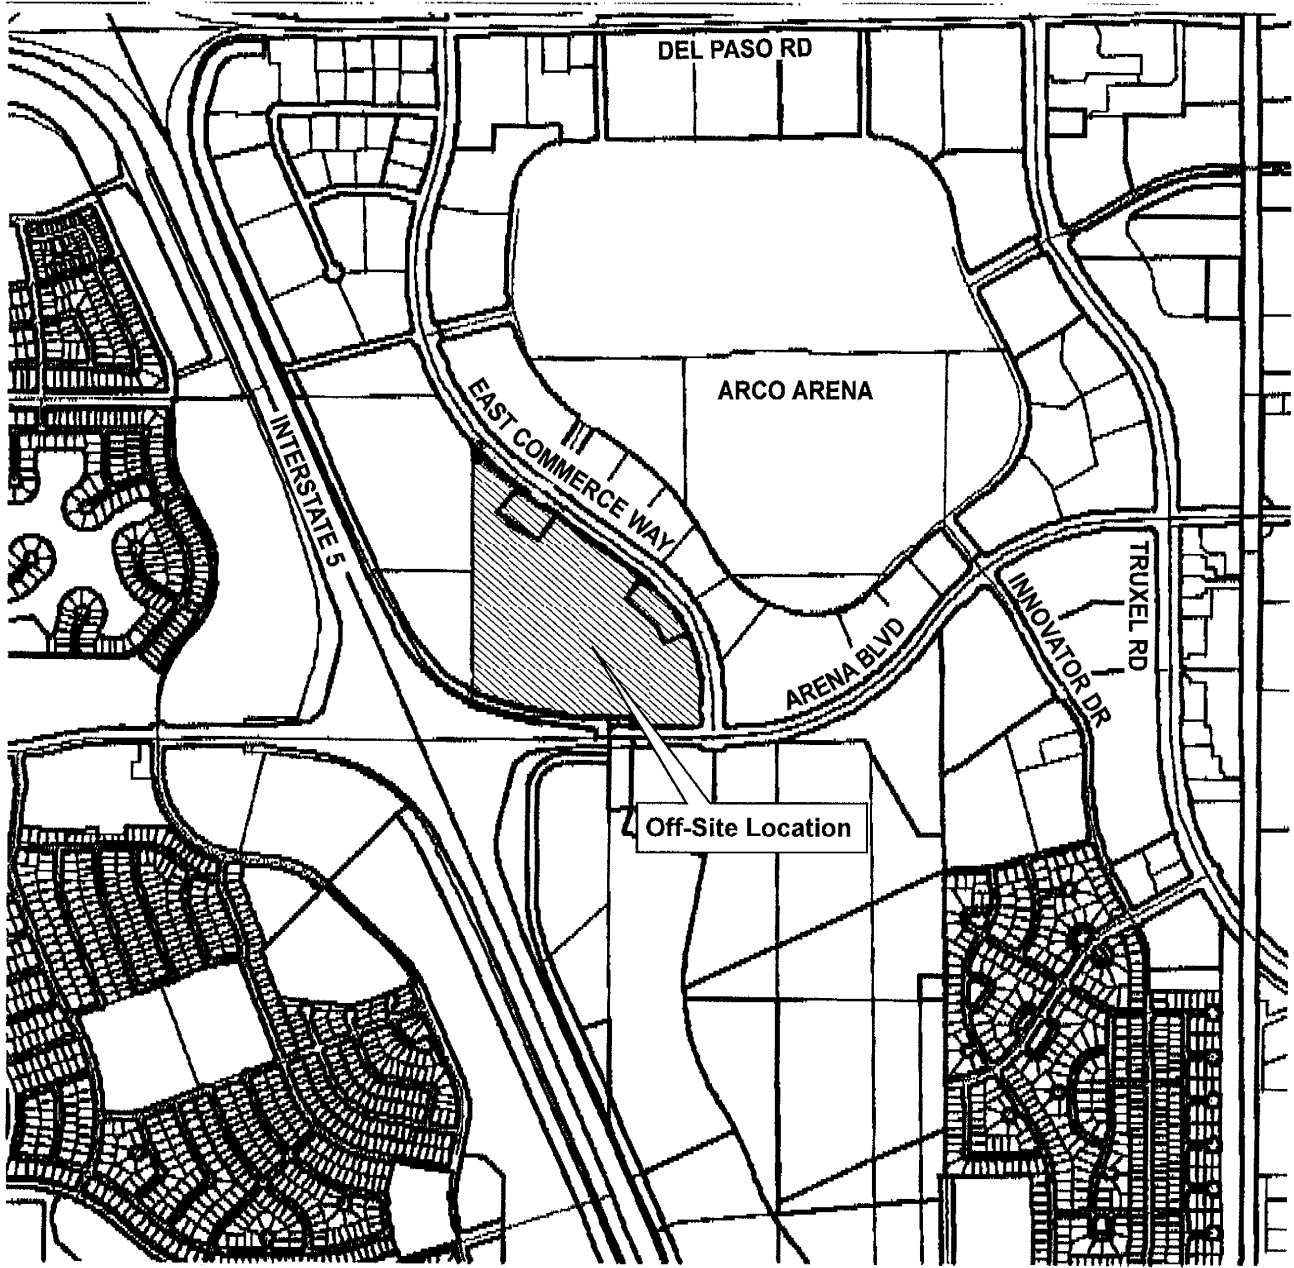 DEL PASO RD
ARCO ARENA
EAST COMMERCE WAY
INTERSTATE 5
INNOVATOR DR
TRUXEL RD
ARENA BLVD
Off-Site Location